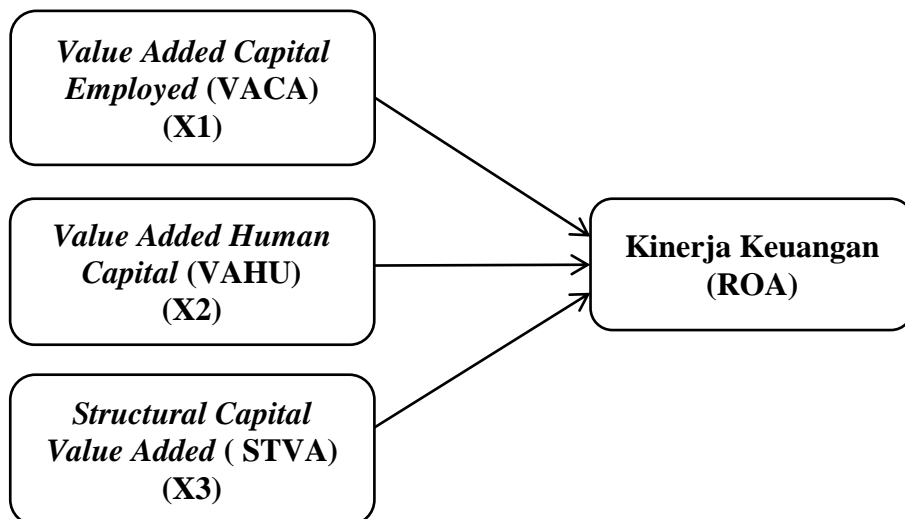 Value Added Capital
Employed (VACA)
(X1)
Value Added Human
Capital (VAHU)
(X2)
Structural Capital
Value Added ( STVA)
(X3)
Kinerja Keuangan
(ROA)